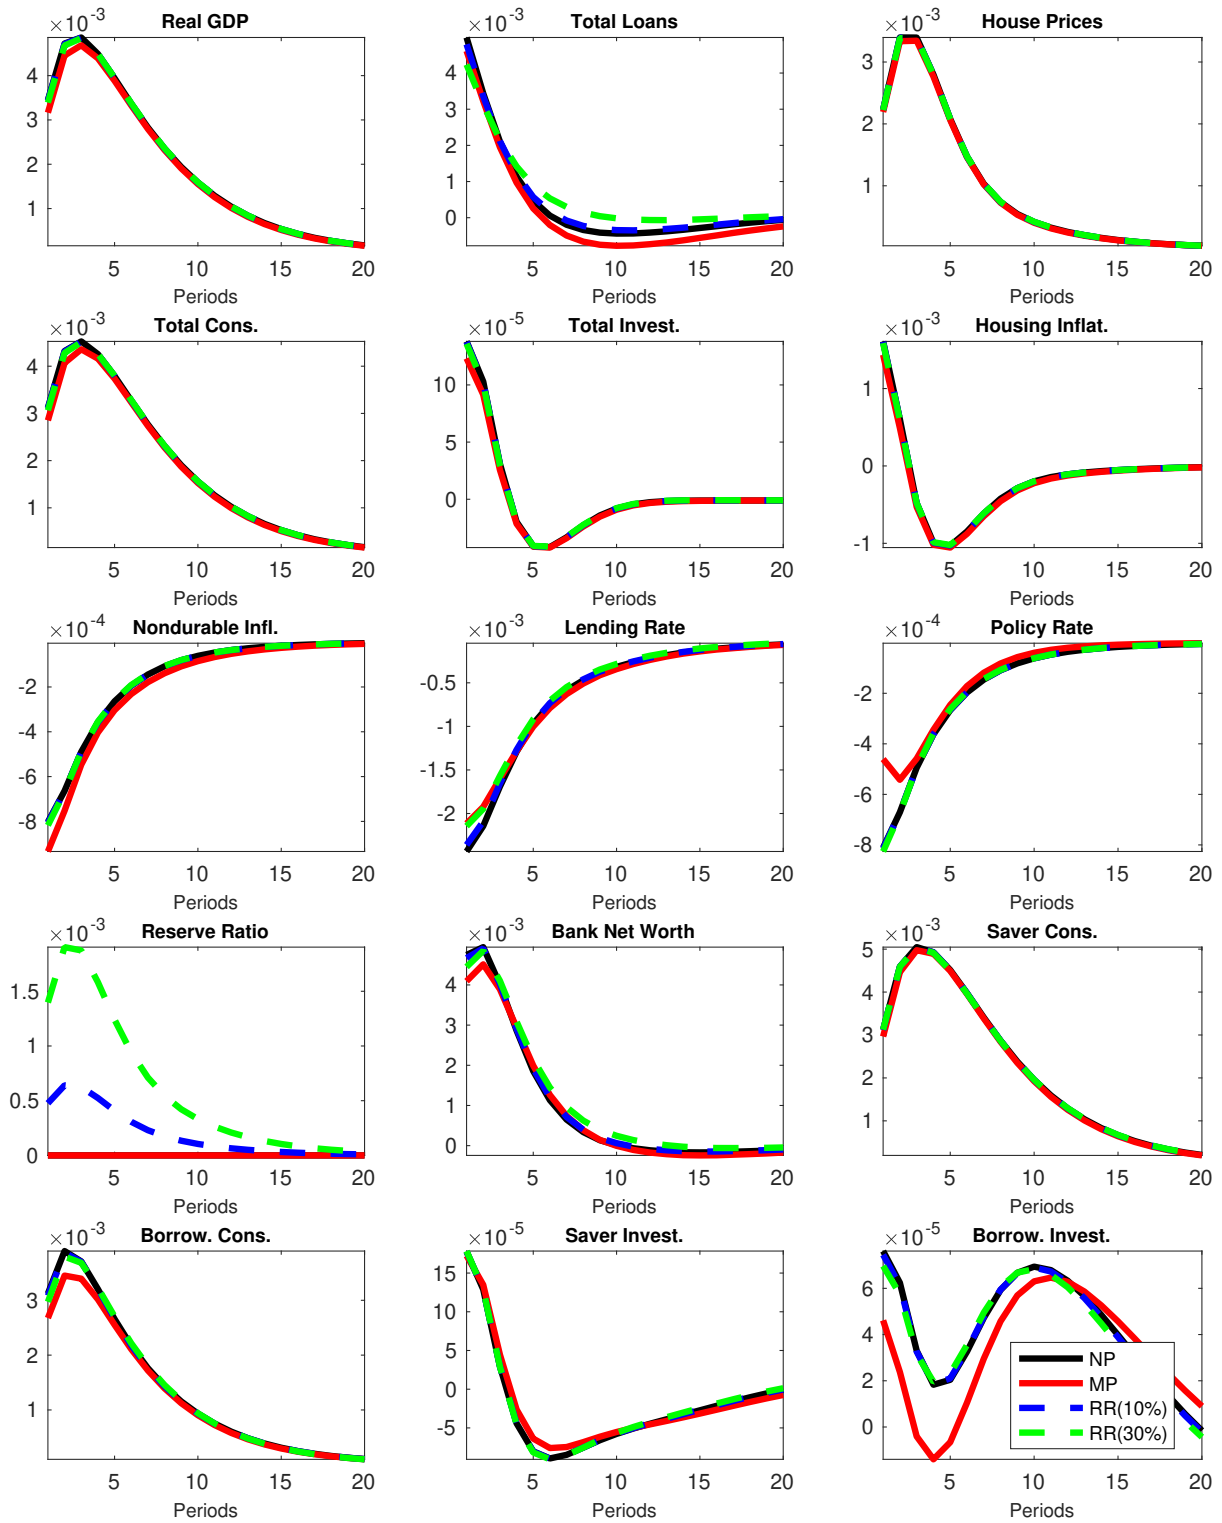 Real GDP
×10^-3
4
3
2
1
5 10 15 20
Periods
Total Loans
×10^-3
4
3
2
1
0
5 10 15 20
Periods
House Prices
×10^-3
3
2
1
5 10 15 20
Periods
Total Cons.
×10^-3
4
3
2
1
5 10 15 20
Periods
Total Invest.
×10^-5
10
5
0
5 10 15 20
Periods
Housing Inflat.
×10^-3
1
0
-1
5 10 15 20
Periods
Nondurable Infl.
×10^-4
-2
-4
-6
-8
5 10 15 20
Periods
Lending Rate
×10^-3
-0.5
-1
-1.5
-2
5 10 15 20
Periods
Policy Rate
×10^-4
-2
-4
-6
-8
5 10 15 20
Periods
Reserve Ratio
×10^-3
1.5
1
0.5
0
5 10 15 20
Periods
Bank Net Worth
×10^-3
4
3
2
1
0
5 10 15 20
Periods
Saver Cons.
×10^-3
5
4
3
2
1
5 10 15 20
Periods
Borrow. Cons.
×10^-3
3
2
1
5 10 15 20
Periods
Saver Invest.
×10^-5
15
10
5
0
-5
5 10 15 20
Periods
Borrow. Invest.
×10^-5
6
4
2
0
5 10 15 20
Periods
NP
MP
RR(10%)
RR(30%)